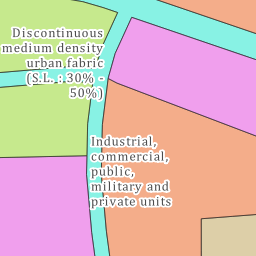 Discontinuous
medium density
urban fabric
(S.L. : 30% -
50%)
Industrial,
commercial,
public,
military and
private units